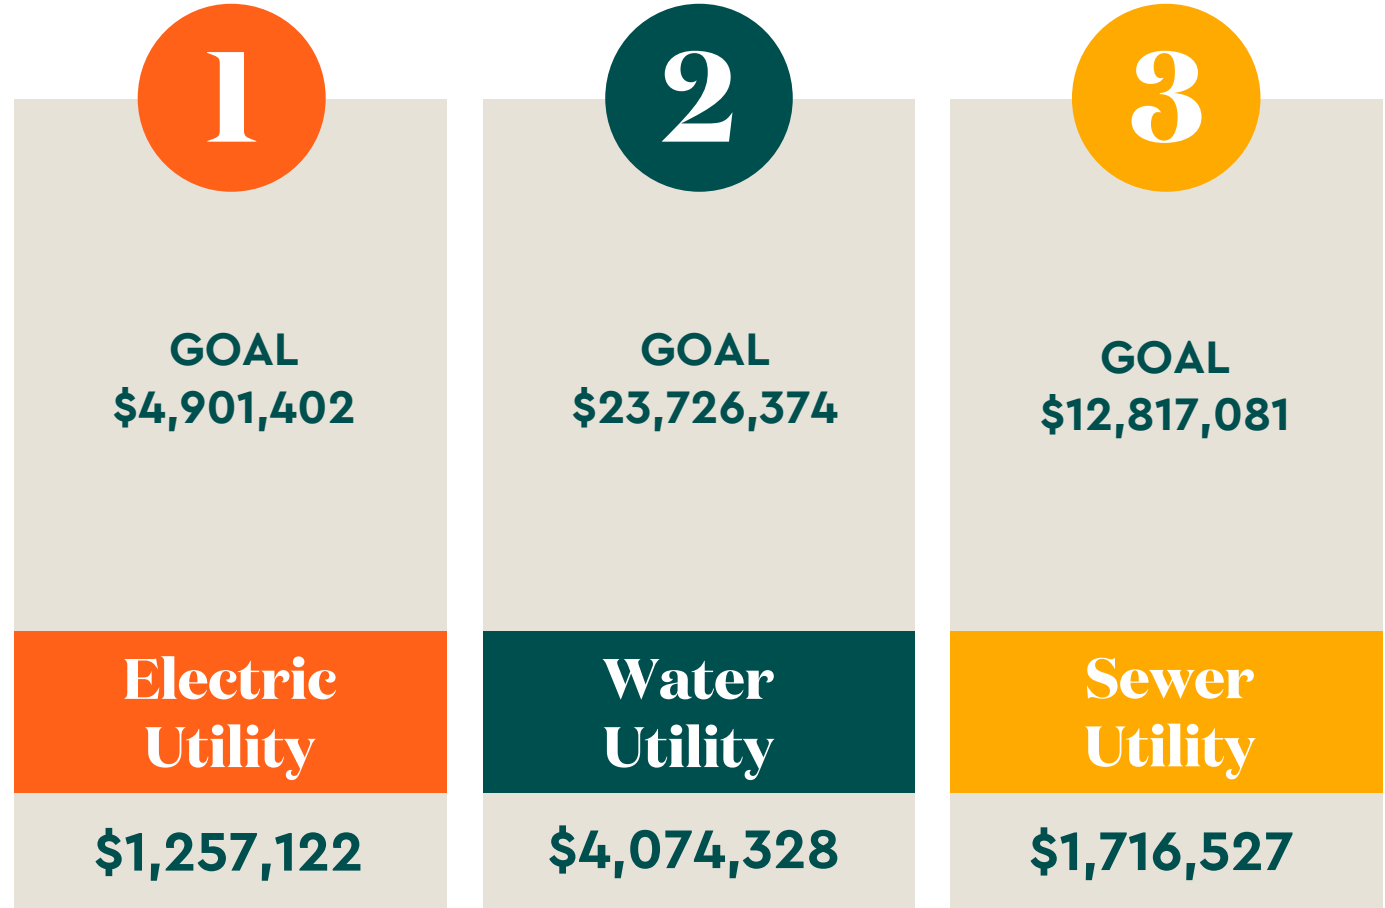 1
GOAL
$4,901,402
Electric
Utility
$1,257,122
2
GOAL
$23,726,374
Water
Utility
$4,074,328
3
GOAL
$12,817,081
Sewer
Utility
$1,716,527